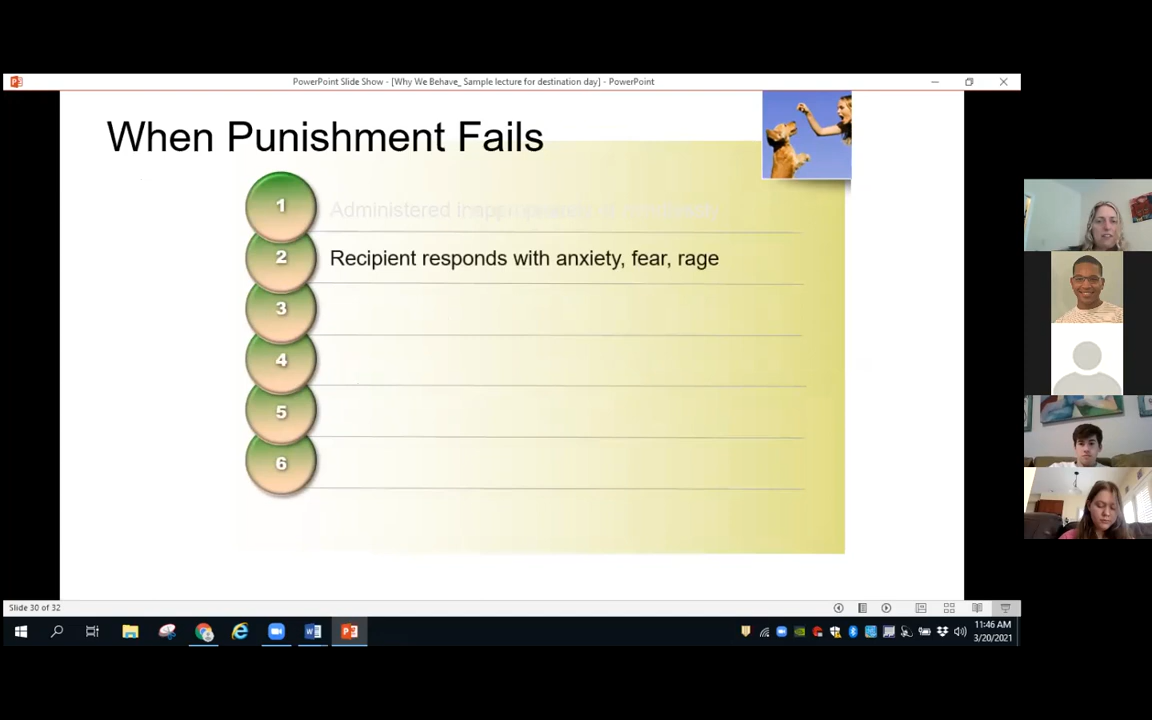 PowerPoint Slide Show - [Why We Behave_ Sample lecture for destination day] - PowerPoint
When Punishment Fails
1 Administered
2 Recipient responds with anxiety, fear, rage
3
4
5
6
Slide 30 of 32
11:46 AM
3/20/2021